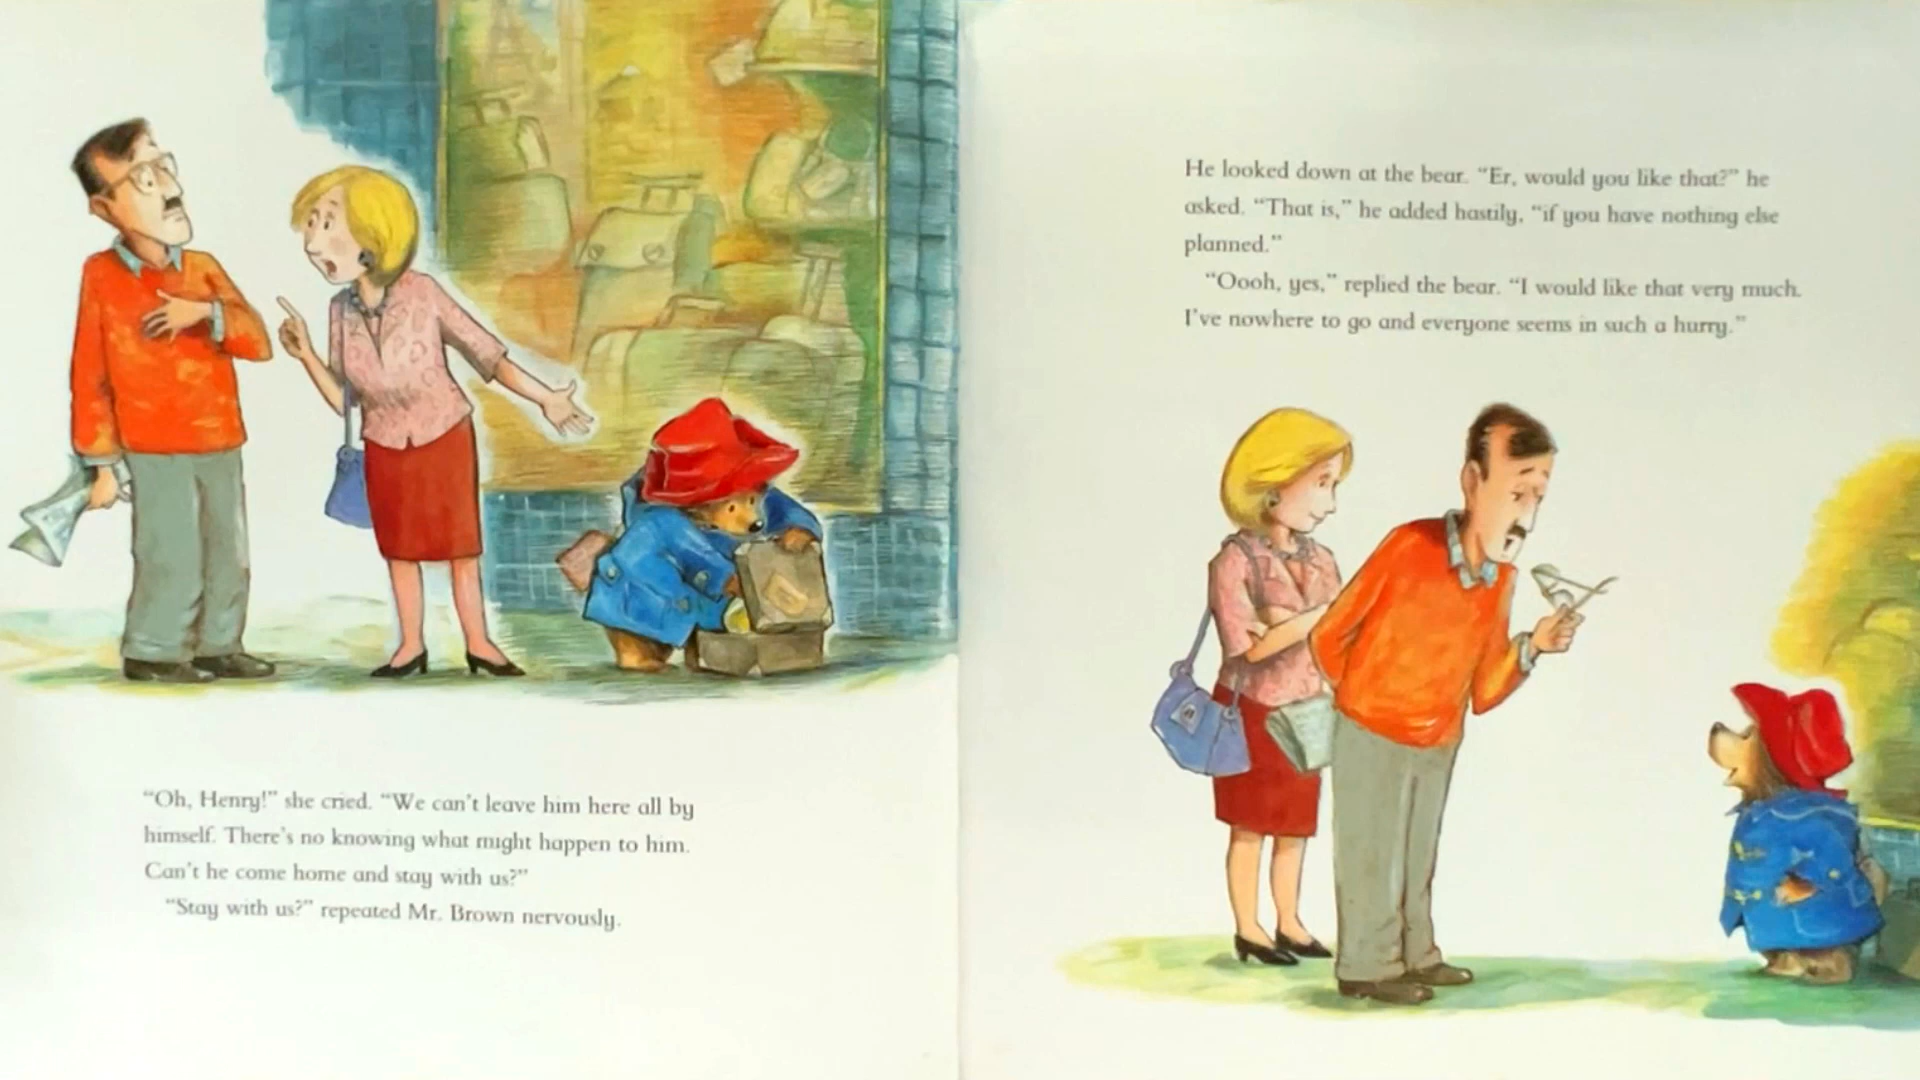 “Oh, Henry!” she cried. “We can’t leave him here all by
himself. There’s no knowing what might happen to him.
Can’t he come home and stay with us?”
“Stay with us?” repeated Mr. Brown nervously.
He looked down at the bear. “Er, would you like that?” he
asked. “That is,” he added hastily, “if you have nothing else
planned.”
“Oooh, yes,” replied the bear. “I would like that very much.
I’ve nowhere to go and everyone seems in such a hurry.”